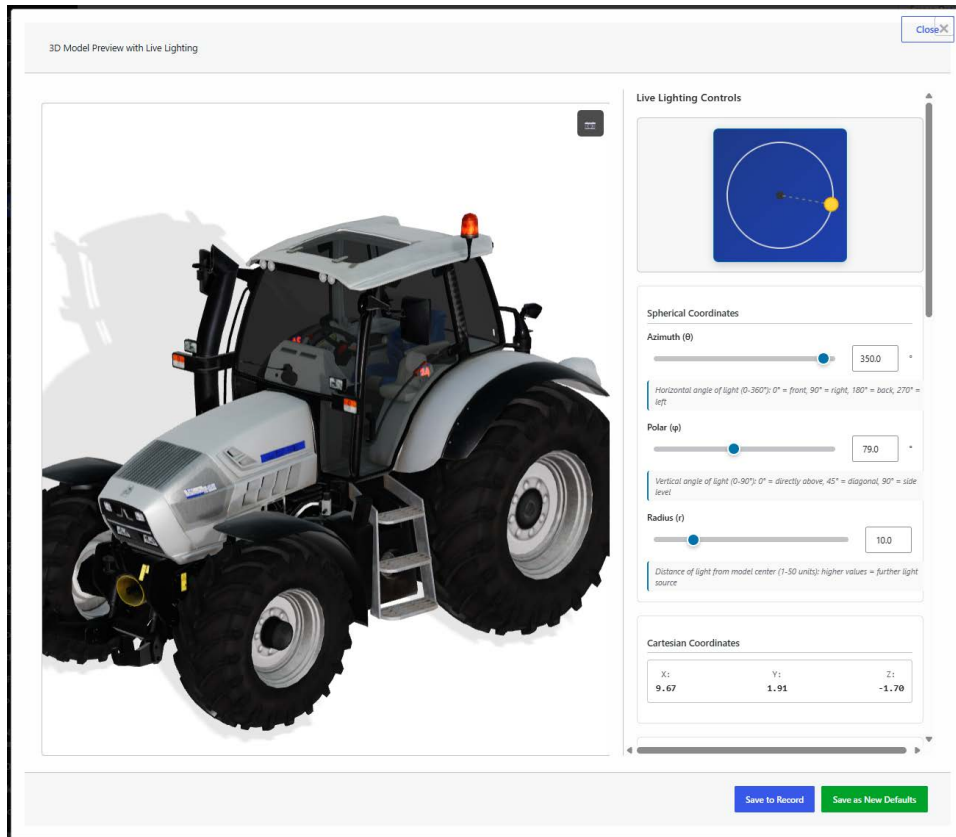 Close
3D Model Preview with Live Lighting
Live Lighting Controls
Spherical Coordinates
Azimuth (θ)
350.0 °
Horizontal angle of light (0-360°): 0° = front, 90° = right, 180° = back, 270° =
left
Polar (φ)
79.0 °
Vertical angle of light (0-90°): 0° = directly above, 45° = diagonal, 90° = side
level
Radius (r)
10.0
Distance of light from model center (1-50 units): higher values = further light
source
Cartesian Coordinates
X: Y: Z:
9.67 1.91 -1.70
Save to Record Save as New Defaults